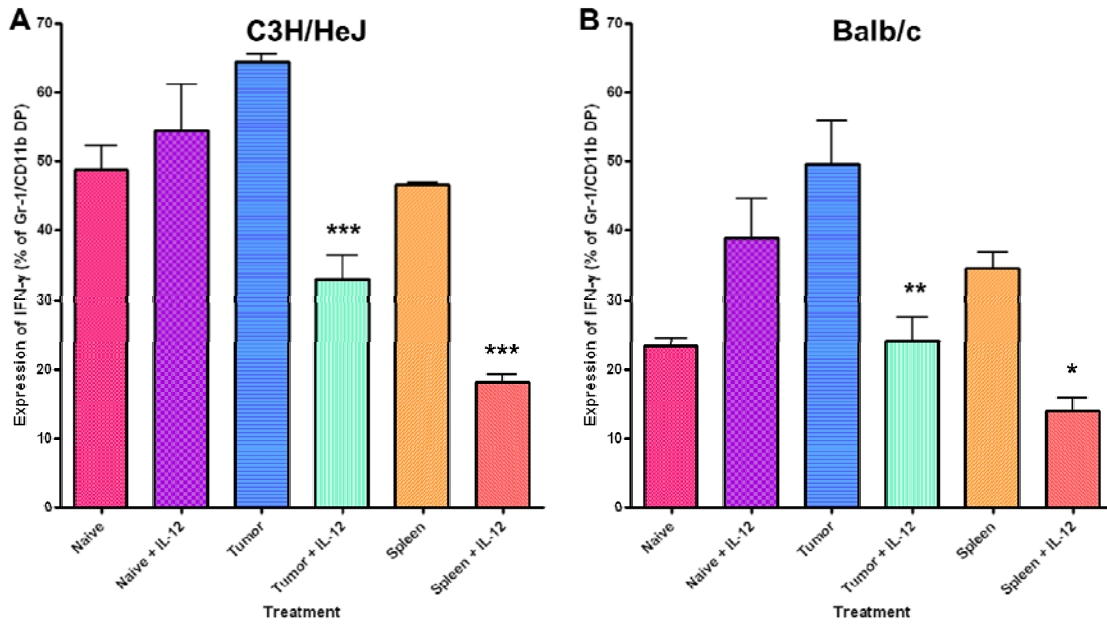 A
C3H/HeJ
Expression of IFN-γ (% of Gr-1/CD11b DP)
70
60
50
40
30
20
10
0
***
***
Naive
Naive + IL-12
Tumor
Tumor + IL-12
Spleen
Spleen + IL-12
Treatment
B
Balb/c
Expression of IFN-γ (% of Gr-1/CD11b DP)
70
60
50
40
30
20
10
0
**
*
Naive
Naive + IL-12
Tumor
Tumor + IL-12
Spleen
Spleen + IL-12
Treatment